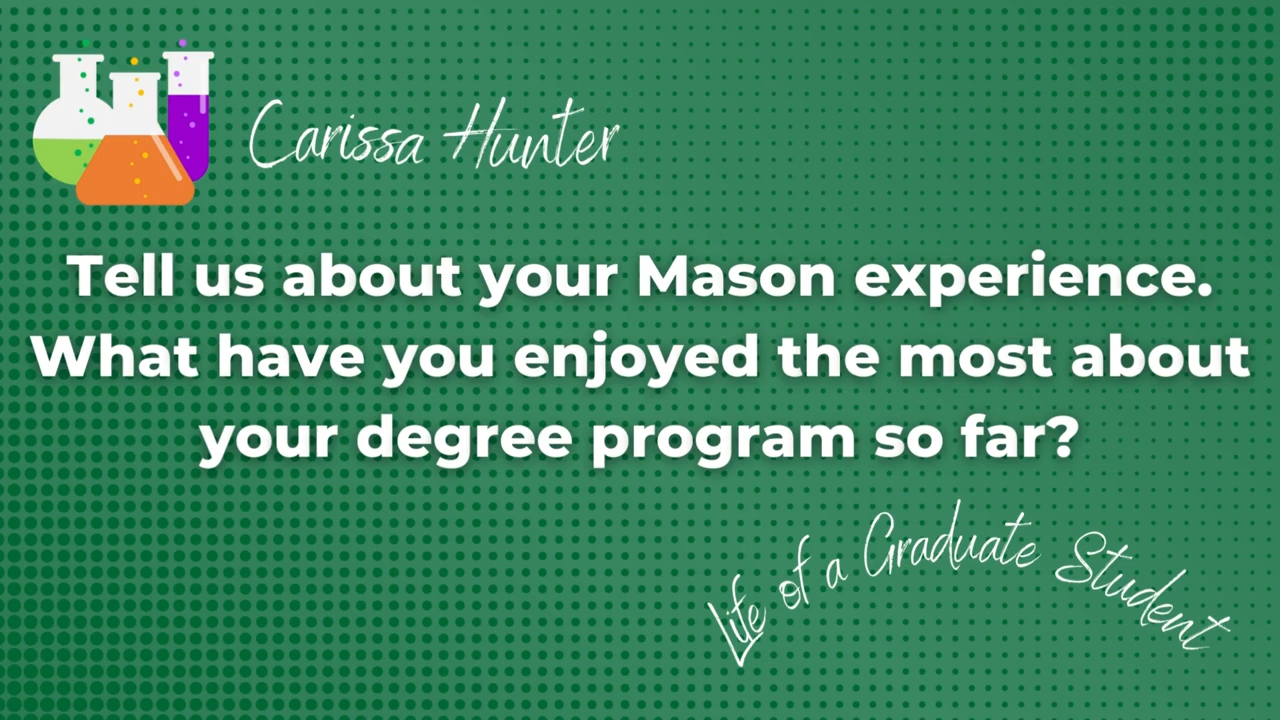 Carissa Hunter
Tell us about your Mason experience.
What have you enjoyed the most about
your degree program so far?
Life of a Graduate Student